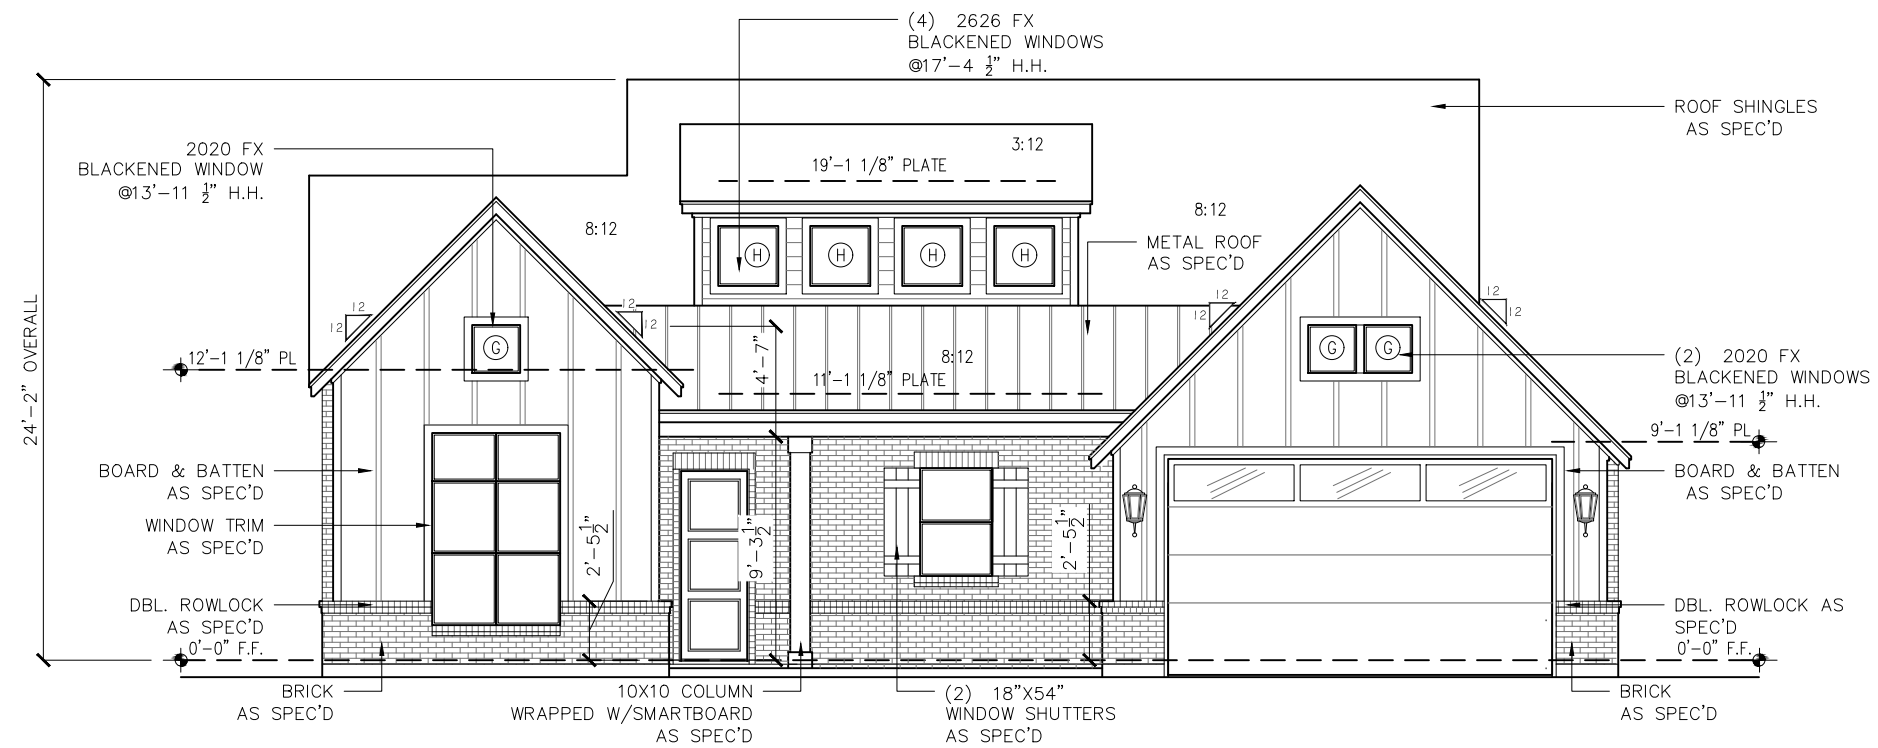 (4) 2626 FX
BLACKENED WINDOWS
@17'-4 ½" H.H.
ROOF SHINGLES
AS SPEC'D
2020 FX
BLACKENED WINDOW
@13'-11 ½" H.H.
3:12
19'-1 1/8" PLATE
8:12
8:12
METAL ROOF
AS SPEC'D
H
H
H
H
24'-2" OVERALL
12
12
12
12
12
12
12
12
12'-1 1/8" PL
G
4'-7"
8:12
11'-1 1/8" PLATE
G
G
(2) 2020 FX
BLACKENED WINDOWS
@13'-11 ½" H.H.
9'-1 1/8" PL
BOARD & BATTEN
AS SPEC'D
BOARD & BATTEN
AS SPEC'D
WINDOW TRIM
AS SPEC'D
2'-5½"
9'-3½"
2'-5½"
DBL. ROWLOCK
AS SPEC'D
0'-0" F.F.
DBL. ROWLOCK AS
SPEC'D
0'-0" F.F.
BRICK
AS SPEC'D
10X10 COLUMN
WRAPPED W/SMARTBOARD
AS SPEC'D
(2) 18"X54"
WINDOW SHUTTERS
AS SPEC'D
BRICK
AS SPEC'D